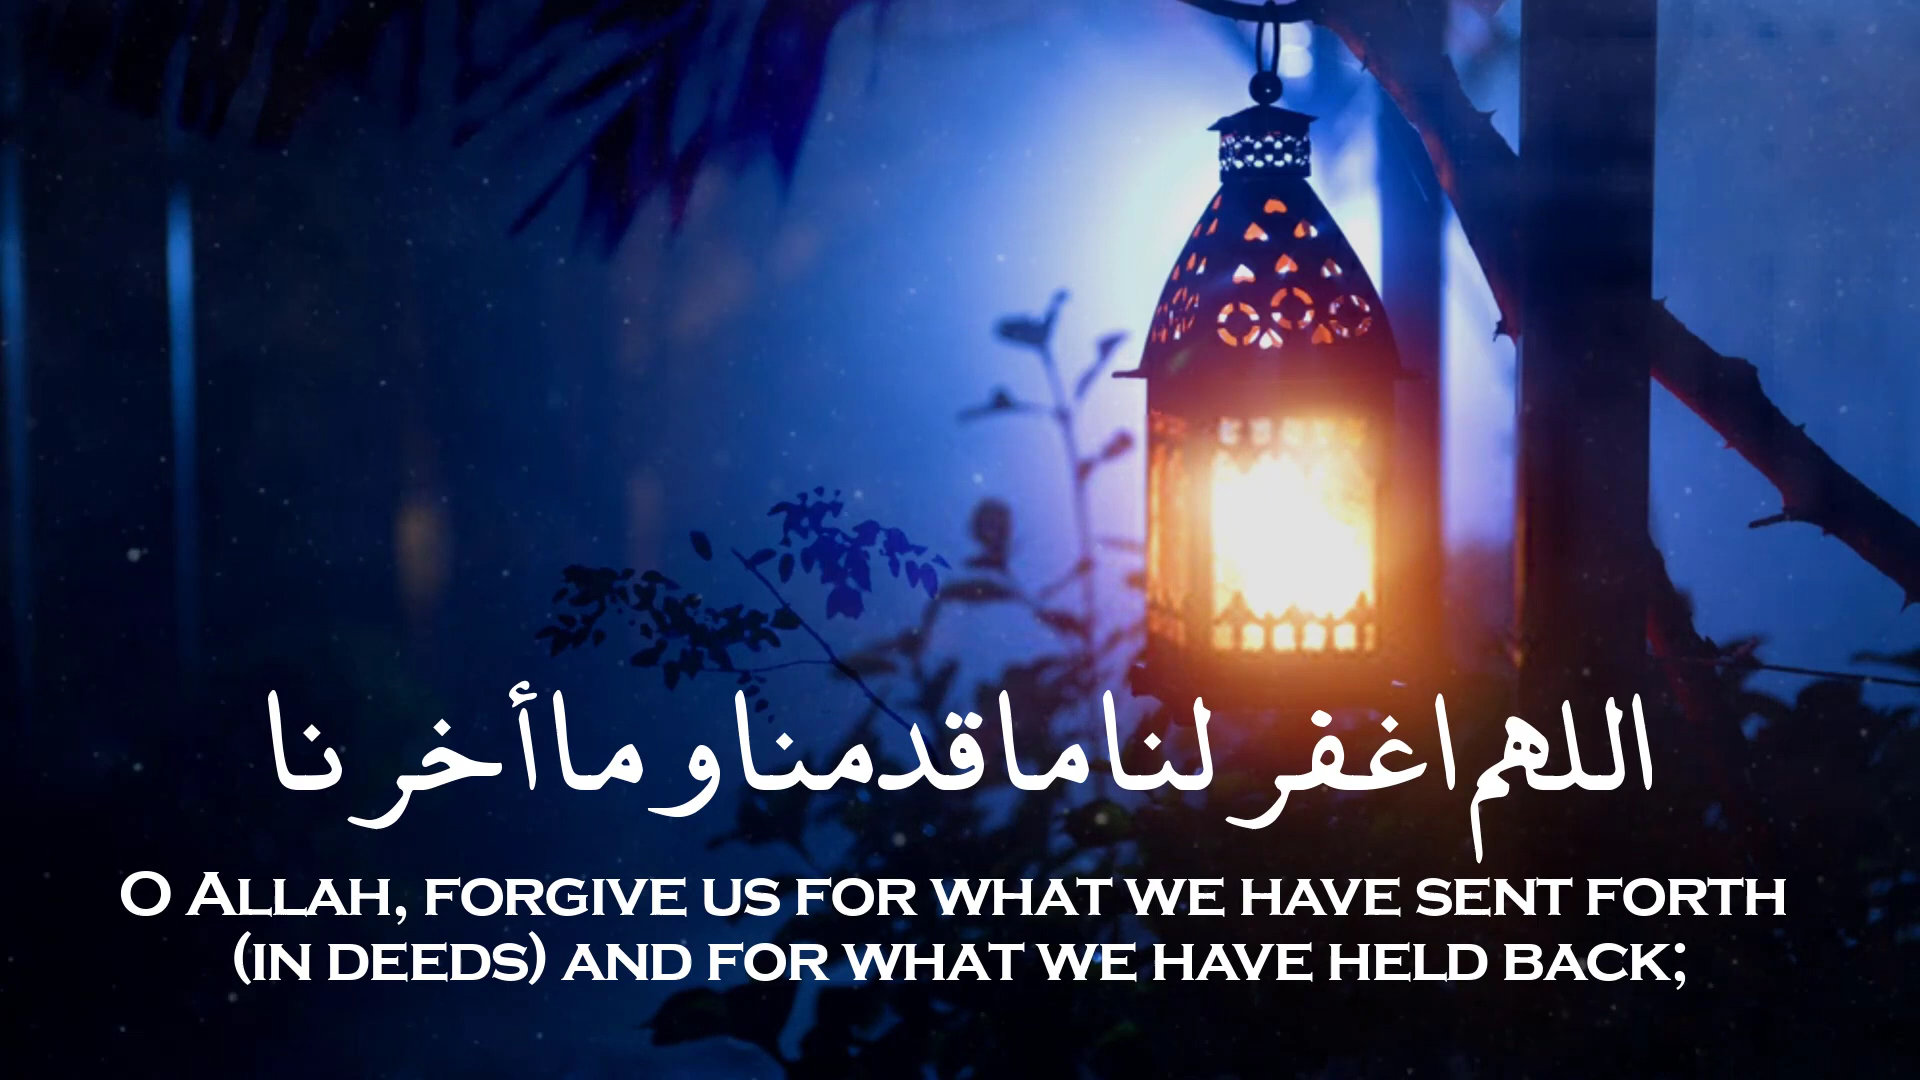 اللهم اغفر لنا ما قدمنا وما أخرنا
O Allah, forgive us for what we have sent forth
(in deeds) and for what we have held back;